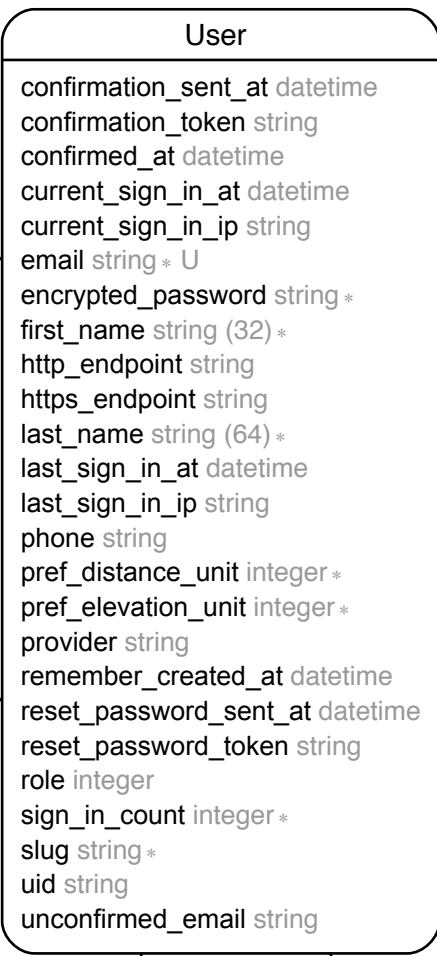 User
confirmation_sent_at datetime
confirmation_token string
confirmed_at datetime
current_sign_in_at datetime
current_sign_in_ip string
email string ∗ U
encrypted_password string ∗
first_name string (32) ∗
http_endpoint string
https_endpoint string
last_name string (64) ∗
last_sign_in_at datetime
last_sign_in_ip string
phone string
pref_distance_unit integer ∗
pref_elevation_unit integer ∗
provider string
remember_created_at datetime
reset_password_sent_at datetime
reset_password_token string
role integer
sign_in_count integer ∗
slug string ∗
uid string
unconfirmed_email string